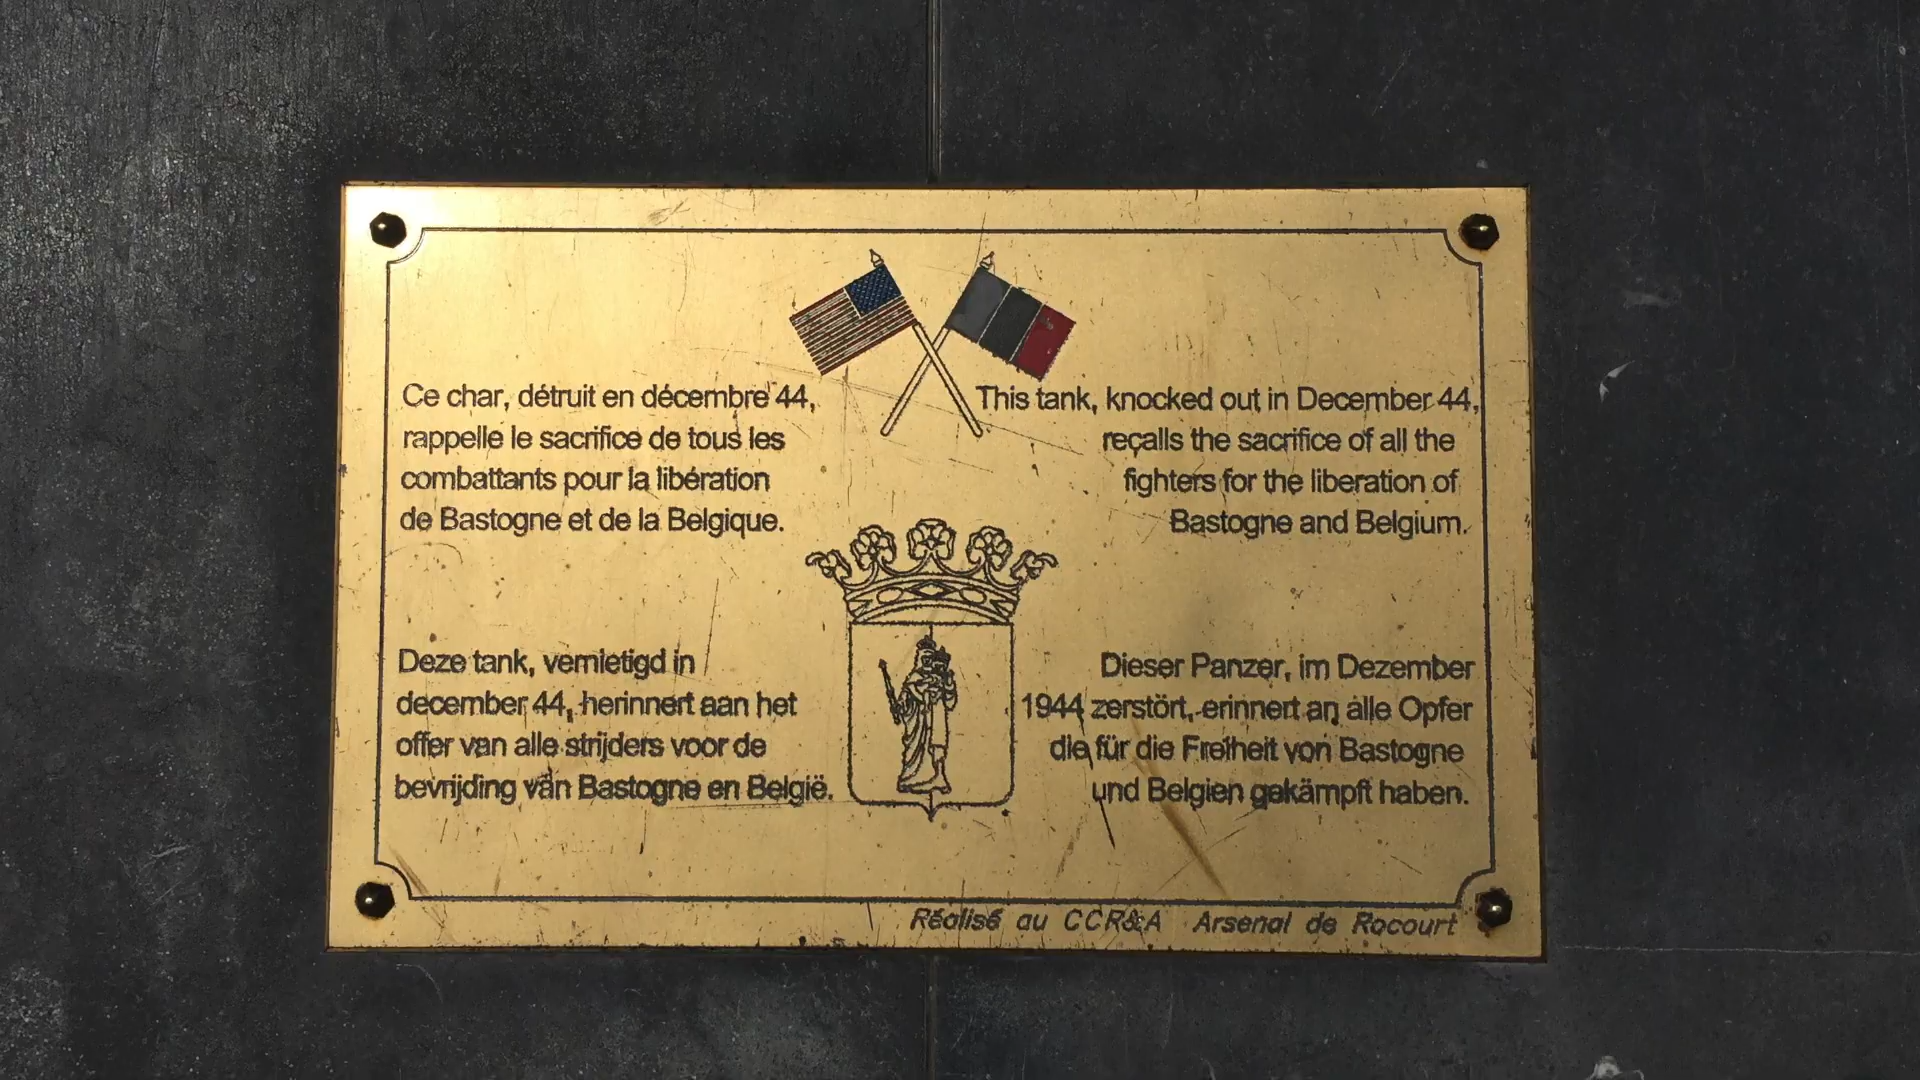 Ce char, détruit en décembre 44,
rappelle le sacrifice de tous les
combattants pour la libération
de Bastogne et de la Belgique.
This tank, knocked out in December 44,
recalls the sacrifice of all the
fighters for the liberation of
Bastogne and Belgium.
Deze tank, vernietigd in
december 44, herinnert aan het
offer van alle strijders voor de
bevrijding van Bastogne en België.
Dieser Panzer, im Dezember
1944 zerstört, erinnert an alle Opfer
die für die Freiheit von Bastogne
und Belgien gekämpft haben.
Réalisé au CCR&A Arsenal de Rocourt